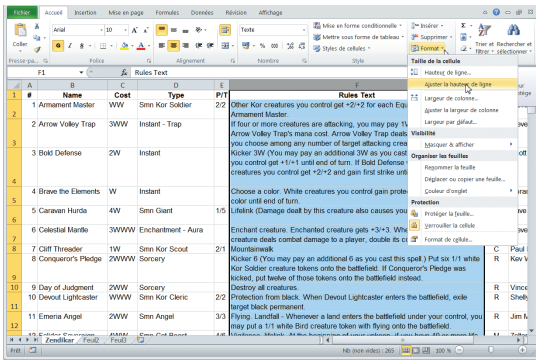 Fichier Accueil Insertion Mise en page Formules Données Révision Affichage
Arial 10 Texte Mise en forme conditionnelle Insérer
Coller G I S % 000 Mettre sous forme de tableau Supprimer Trier et Rechercher et
Styles de cellules Format filtrer sélectionner
Presse-pa... Police Alignement Nombre Style
F1 fx Rules Text
A B C D E F
1 # Name Cost Type P/T Rules Text
1 Armament Master WW Smn Kor Soldier 2/2 Other Kor creatures you control get +2/+2 for each Equ
2 Armament Master.
2 Arrow Volley Trap 3WW Instant - Trap If four or more creatures are attacking, you may pay 1W
Arrow Volley Trap's mana cost. Arrow Volley Trap deals
3 you choose among any number of target attacking crea
3 Bold Defense 2W Instant Kicker 3W (You may pay an additional 3W as you cast
you control get +1/+1 until end of turn. If Bold Defense
creatures you control get +2/+2 and gain first strike unti
4
4 Brave the Elements W Instant Choose a color. White creatures you control gain prote
5 color until end of turn.
6 5 Caravan Hurda 4W Smn Giant 1/5 Lifelink (Damage dealt by this creature also causes you
6 Celestial Mantle 3WWW Enchantment - Aura Enchant creature. Enchanted creature gets +3/+3. Whe
7 creature deals combat damage to a player, double its c
8 7 Cliff Threader 1W Smn Kor Scout 2/1 Mountainwalk C Paul
8 Conqueror's Pledge 2WWW Sorcery Kicker 6 (You may pay an additional 6 as you cast this spell.) Put six 1/1 white R Kev
Kor Soldier creature tokens onto the battlefield. If Conqueror's Pledge was
9 kicked, put twelve of those tokens onto the battlefield instead.
10 9 Day of Judgment 2WW Sorcery Destroy all creatures. R Vince
10 Devout Lightcaster WWW Smn Kor Cleric 2/2 Protection from black. When Devout Lightcaster enters the battlefield, exile R Shelly
11 target black permanent.
11 Emeria Angel 2WW Smn Angel 3/3 Flying. Landfall - Whenever a land enters the battlefield under your control, you R Jim
12 may put a 1/1 white Bird creature token with flying onto the battlefield.
Zendikar Feuil2 Feuil3
Prêt Nb (non vides) : 265 100 %
Taille de la cellule
Hauteur de ligne...
Ajuster la hauteur de ligne
Largeur de colonne...
Ajuster la largeur de colonne
Largeur par défaut...
Visibilité
Masquer & afficher
Organiser les feuilles
Renommer la feuille
Déplacer ou copier une feuille...
Couleur d'onglet
Protection
Protéger la feuille...
Verrouiller la cellule
Format de cellule...